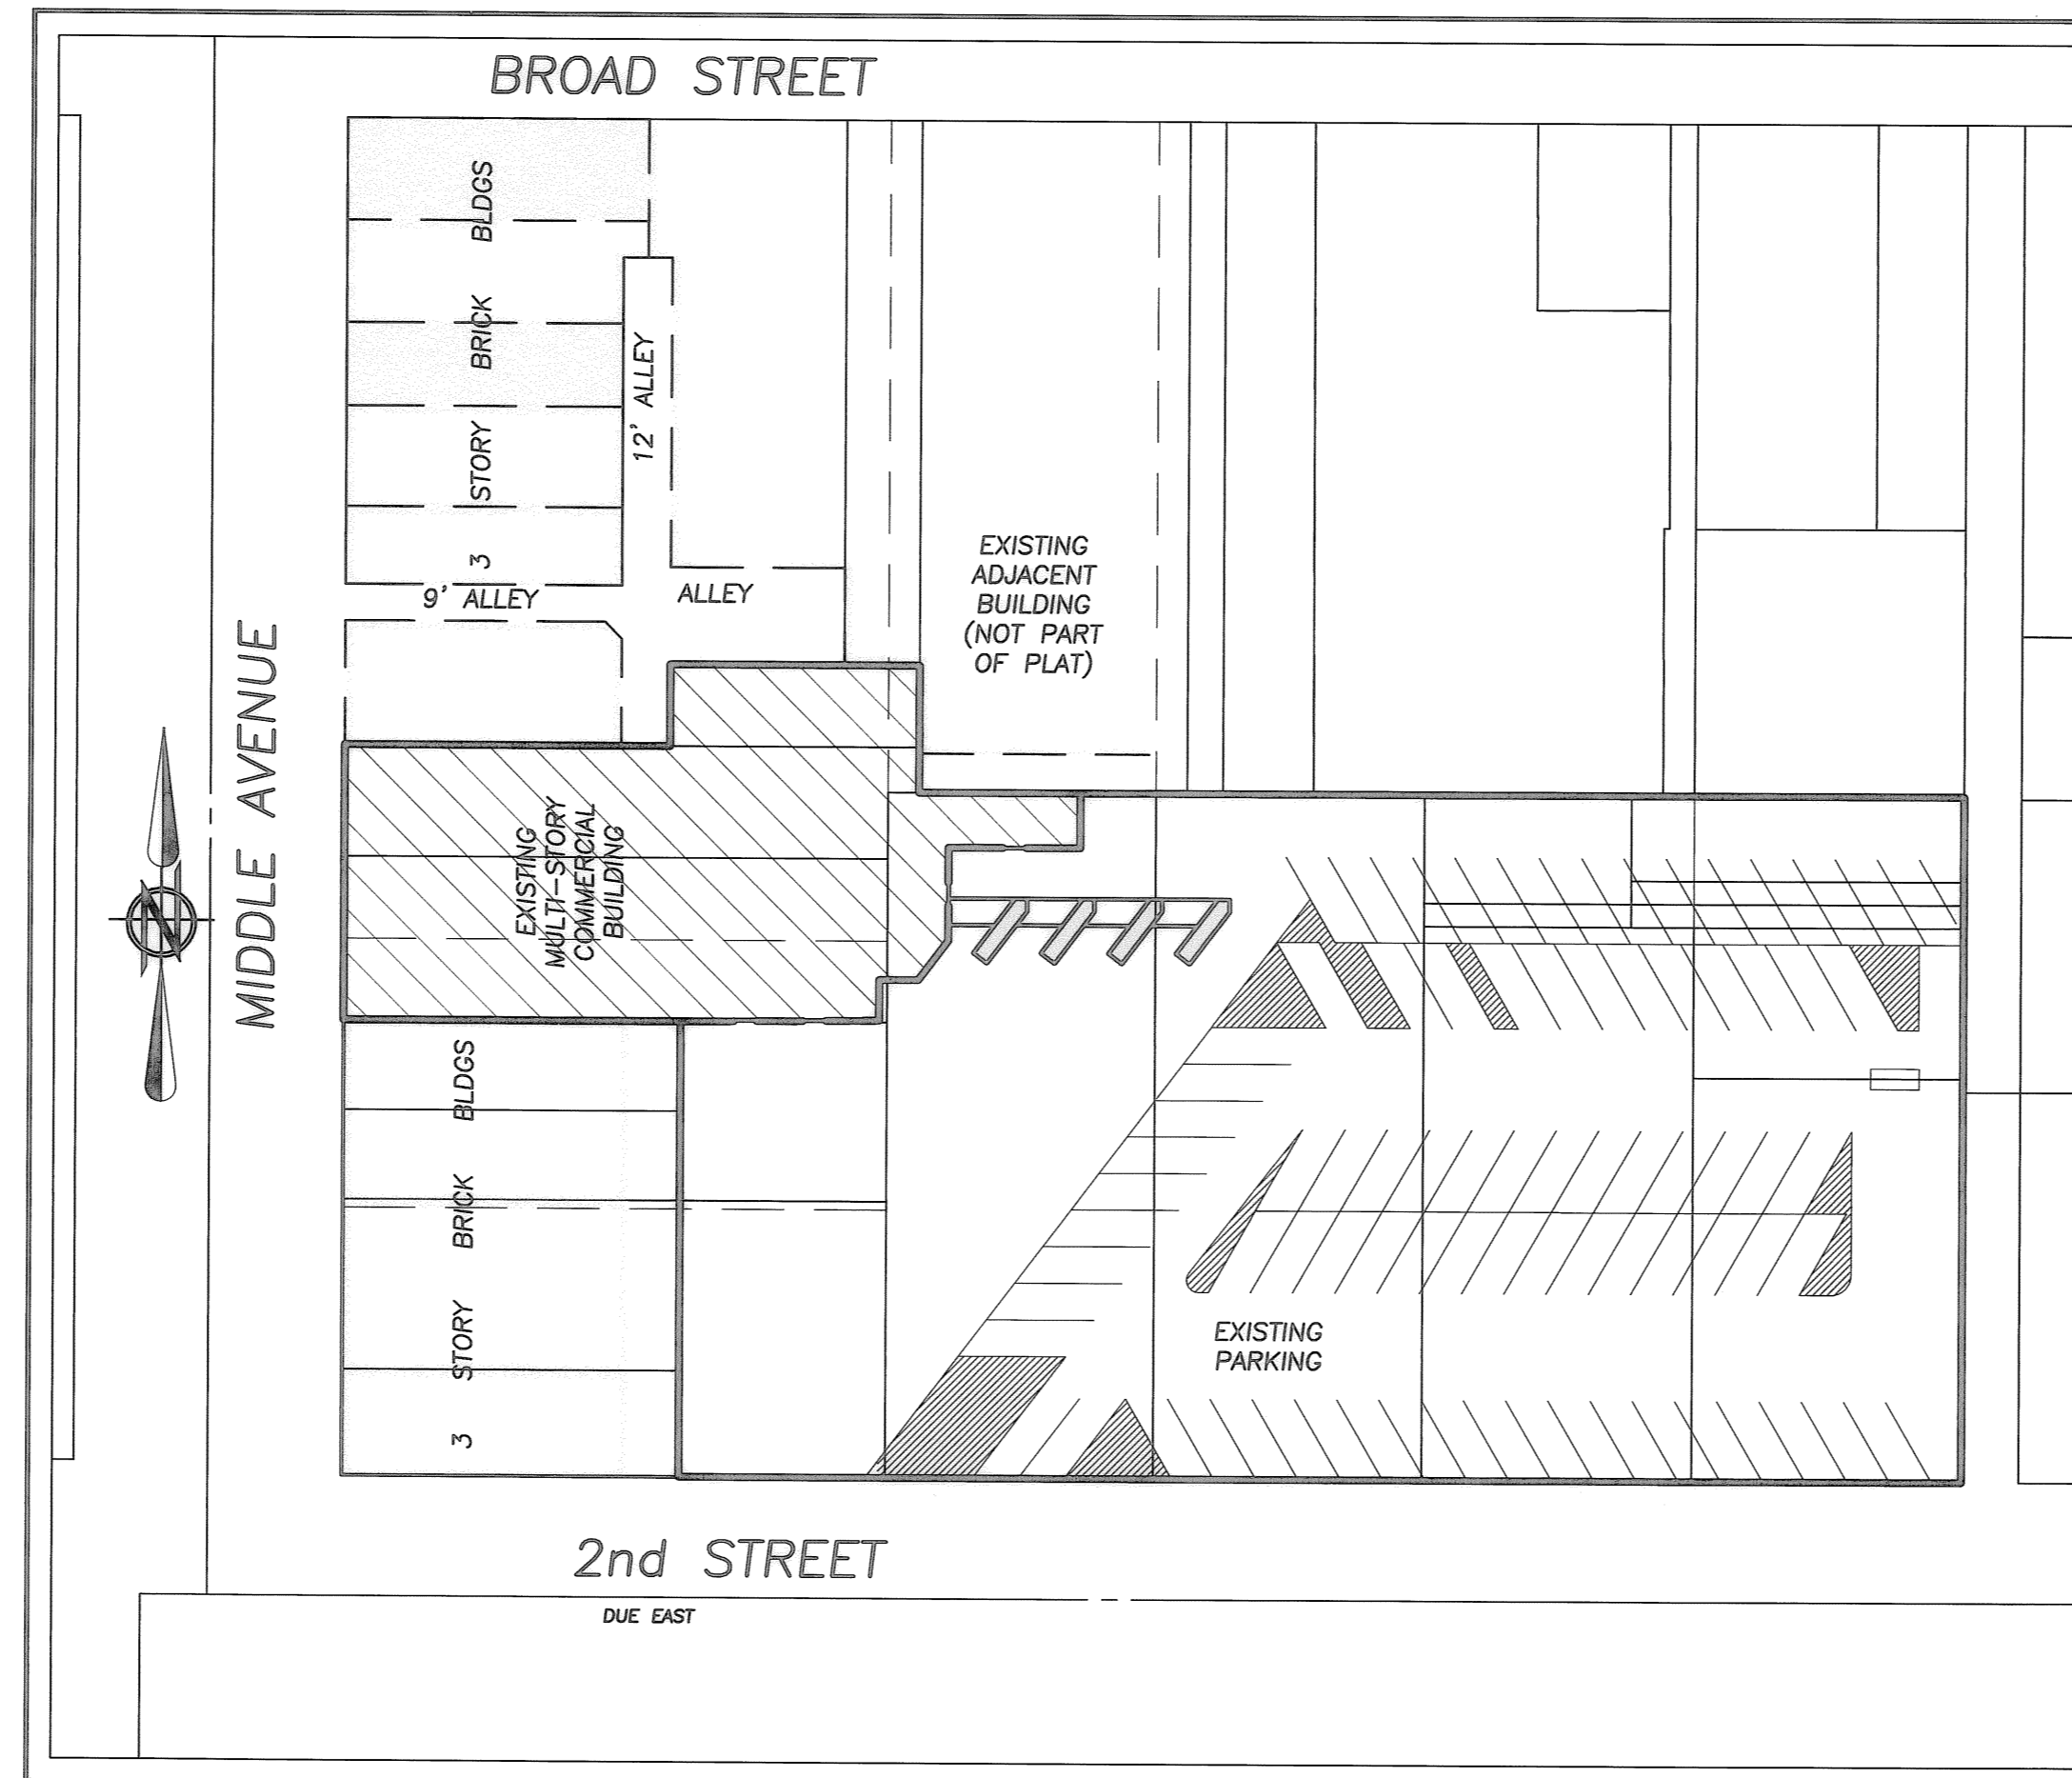 BROAD STREET
3 STORY BRICK BLDGS
12' ALLEY
9' ALLEY
ALLEY
EXISTING
ADJACENT
BUILDING
(NOT PART
OF PLAT)
MIDDLE AVENUE
N
EXISTING
MULTI-STORY
COMMERCIAL
BUILDING
3 STORY BRICK BLDGS
EXISTING
PARKING
2nd STREET
DUE EAST